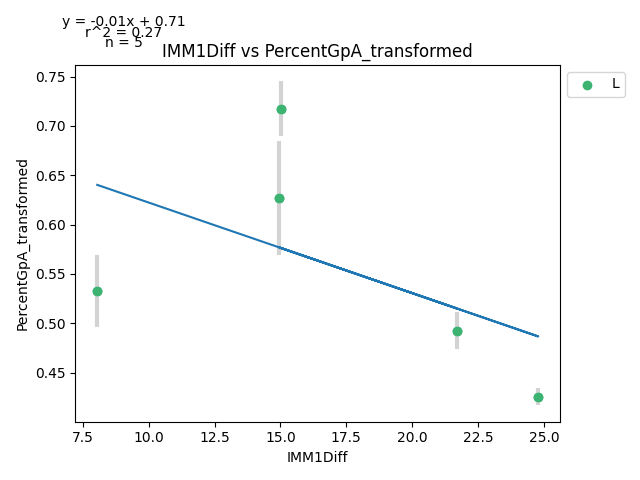 y = -0.01x + 0.71
r^2 = 0.27
n = 5
IMM1Diff vs PercentGpA_transformed
L
PercentGpA_transformed
0.75
0.70
0.65
0.60
0.55
0.50
0.45
7.5 10.0 12.5 15.0 17.5 20.0 22.5 25.0
IMM1Diff